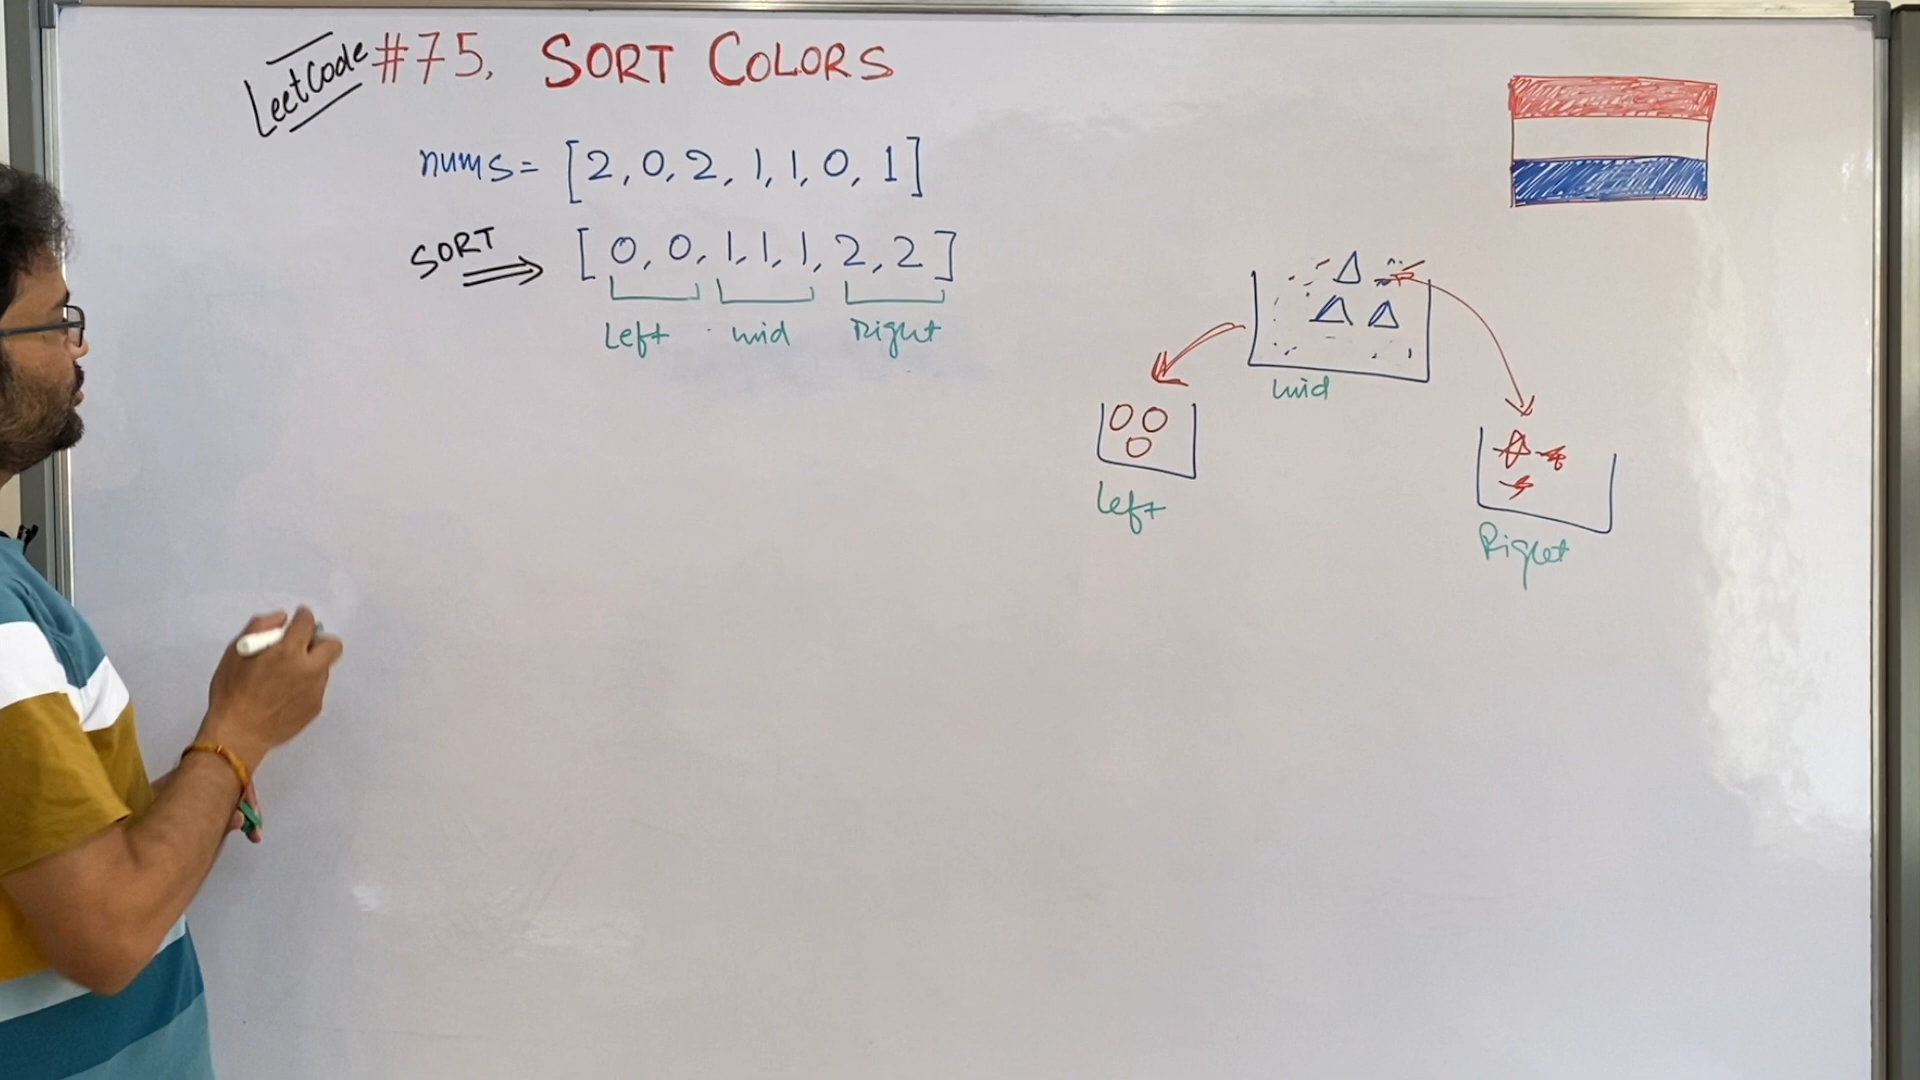 LeetCode #75. SORT COLORS
nums = [2, 0, 2, 1, 1, 0, 1]
SORT ⇒ [0, 0, 1, 1, 1, 2, 2]
Left mid Right
mid
Left
Right